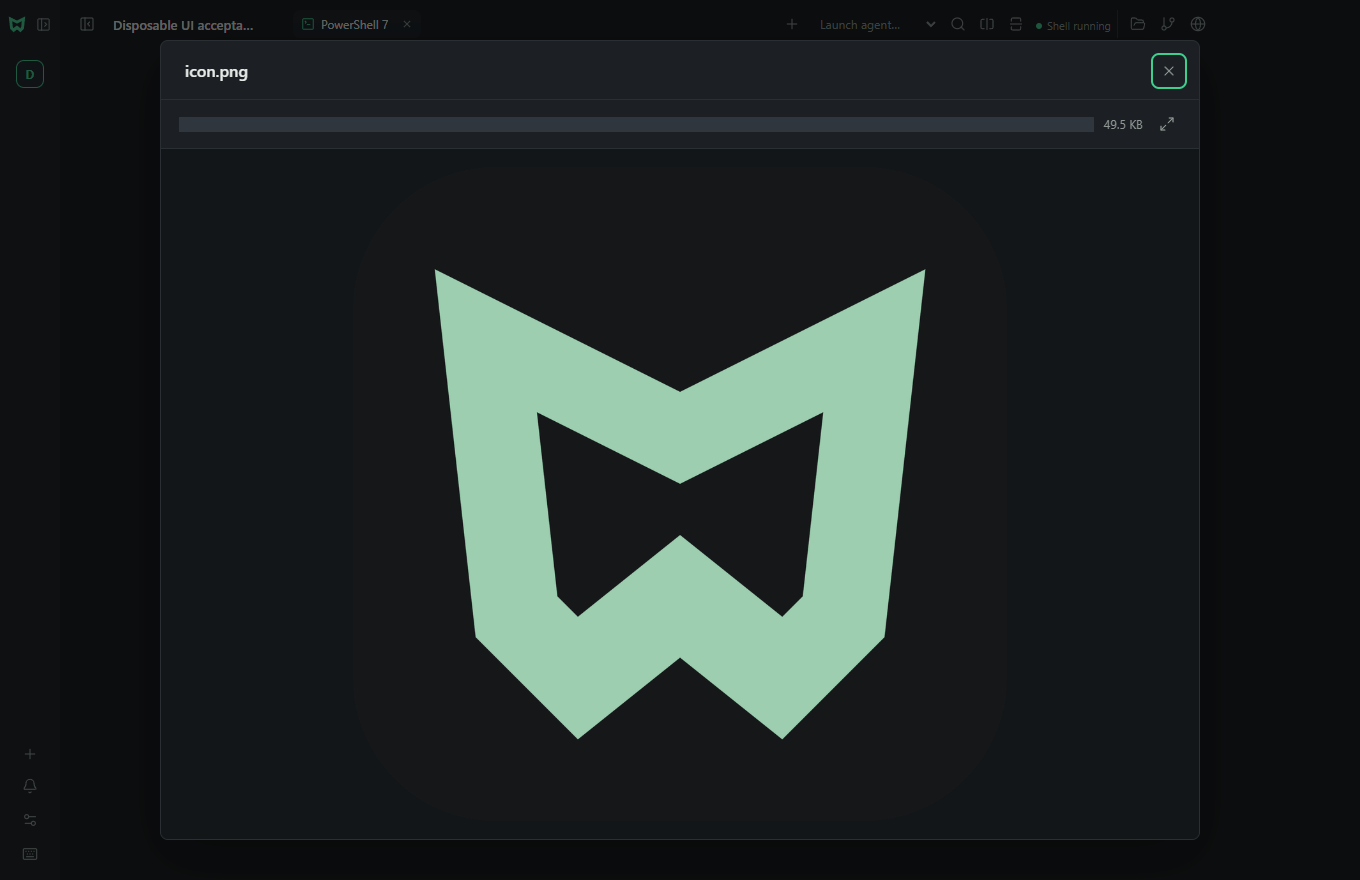 Disposable UI accepta...
PowerShell 7
Launch agent...
Shell running
D
icon.png
49.5 KB